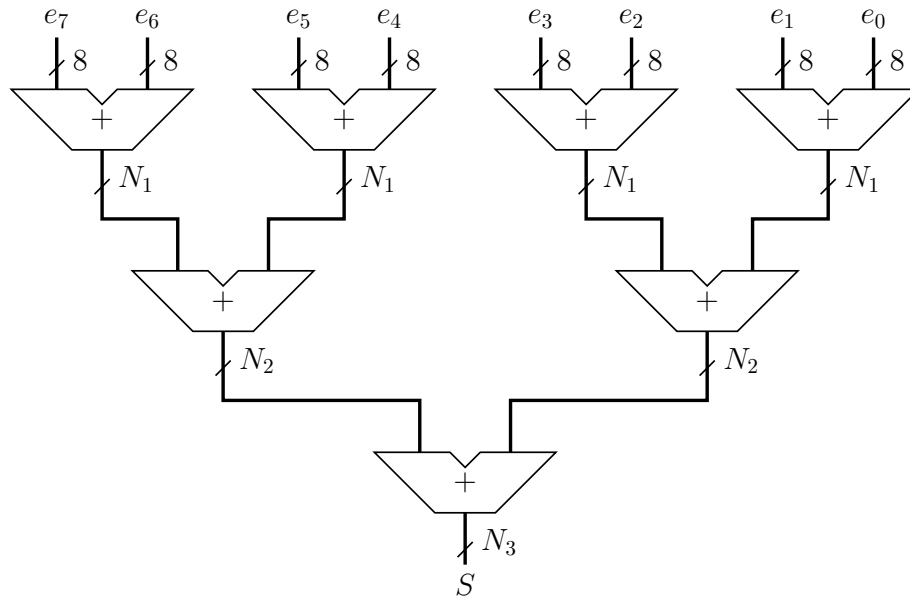 e₇ e₆ e₅ e₄ e₃ e₂ e₁ e₀
8 8 8 8 8 8 8 8
+ + + +
N₁ N₁ N₁ N₁
+ +
N₂ N₂
+
N₃
S